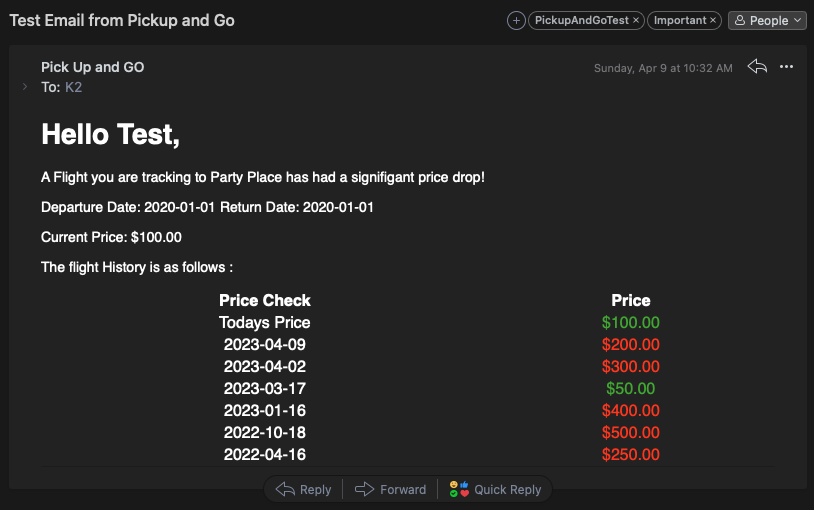 Test Email from Pickup and Go
PickupAndGoTest ×
Important ×
People
Pick Up and GO
Sunday, Apr 9 at 10:32 AM
To: K2
Hello Test,
A Flight you are tracking to Party Place has had a signifigant price drop!
Departure Date: 2020-01-01 Return Date: 2020-01-01
Current Price: $100.00
The flight History is as follows :
Price Check Price
Todays Price $100.00
2023-04-09 $200.00
2023-04-02 $300.00
2023-03-17 $50.00
2023-01-16 $400.00
2022-10-18 $500.00
2022-04-16 $250.00
Reply Forward Quick Reply